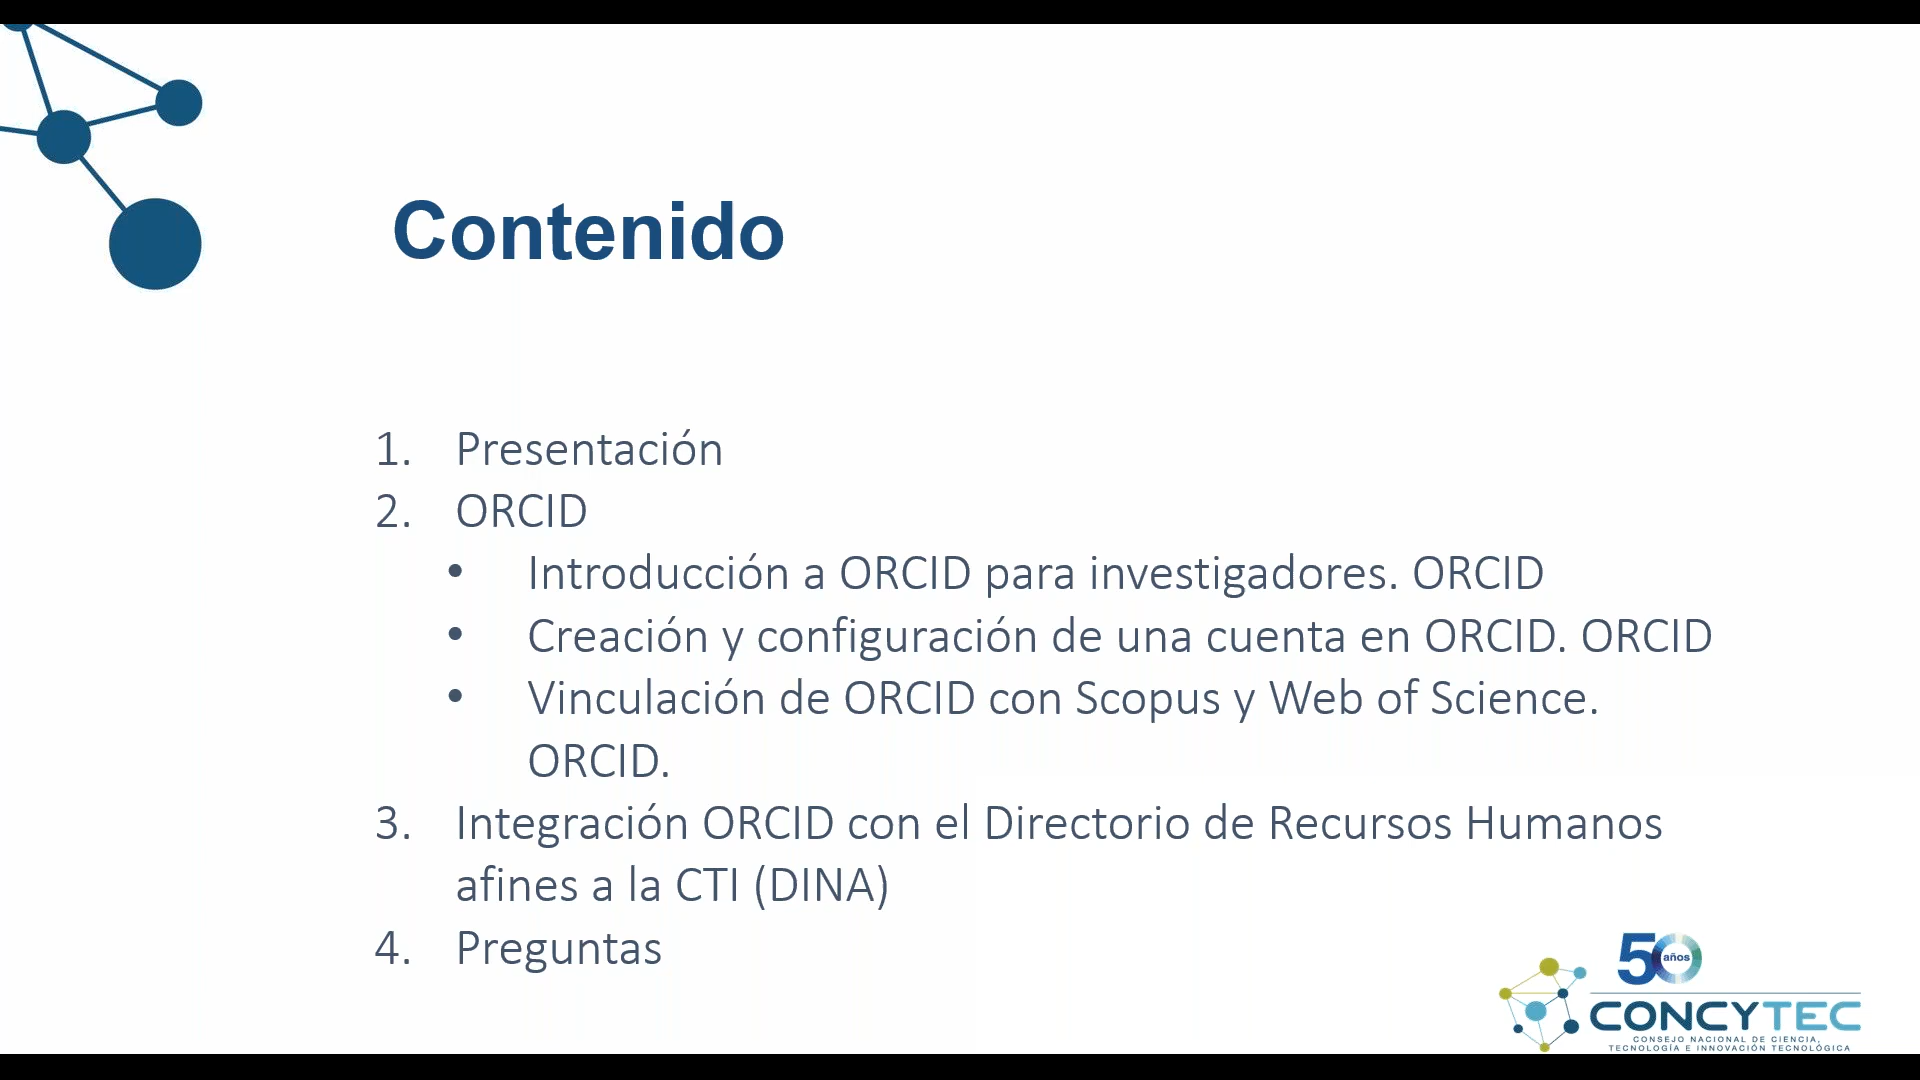 Contenido
1. Presentación
2. ORCID
• Introducción a ORCID para investigadores. ORCID
• Creación y configuración de una cuenta en ORCID. ORCID
• Vinculación de ORCID con Scopus y Web of Science.
ORCID.
3. Integración ORCID con el Directorio de Recursos Humanos
afines a la CTI (DINA)
4. Preguntas
50 años
CONCYTEC
CONSEJO NACIONAL DE CIENCIA,
TECNOLOGÍA E INNOVACIÓN TECNOLÓGICA